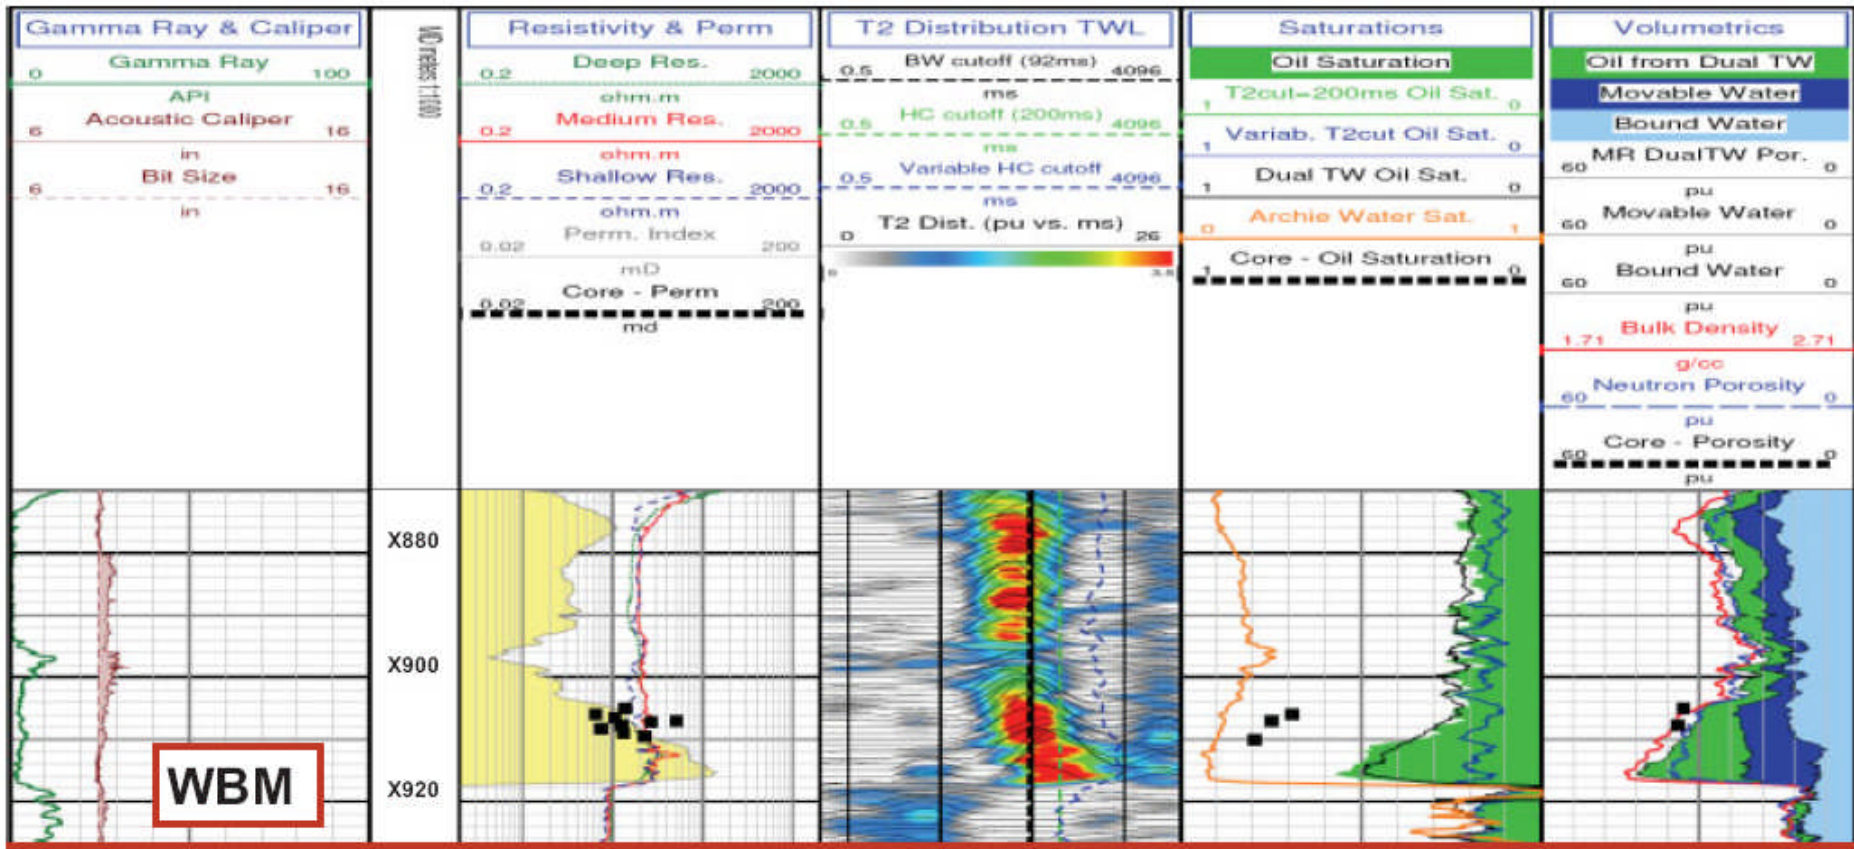 Gamma Ray & Caliper
Gamma Ray
0 100
API
Acoustic Caliper
6 16
in
Bit Size
6 16
in
Resistivity & Perm
Deep Res.
0.2 2000
ohm.m
Medium Res.
0.2 2000
ohm.m
Shallow Res.
0.2 2000
ohm.m
Perm. Index
0.02 200
mD
Core - Perm
0.02 200
md
T2 Distribution TWL
BW cutoff (92ms)
0.5 4096
ms
HC cutoff (200ms)
0.5 4096
ms
Variable HC cutoff
0.5 4096
ms
T2 Dist. (pu vs. ms)
0 26
0 3.5
Saturations
Oil Saturation
T2cut=200ms Oil Sat.
1 0
Variab. T2cut Oil Sat.
1 0
Dual TW Oil Sat.
1 0
Archie Water Sat.
0 1
Core - Oil Saturation
1 0
Volumetrics
Oil from Dual TW
Movable Water
Bound Water
MR DualTW Por.
60 0
pu
Movable Water
60 0
pu
Bound Water
60 0
pu
Bulk Density
1.71 2.71
g/cc
Neutron Porosity
60 0
pu
Core - Porosity
60 0
pu
X880
X900
X920
WBM